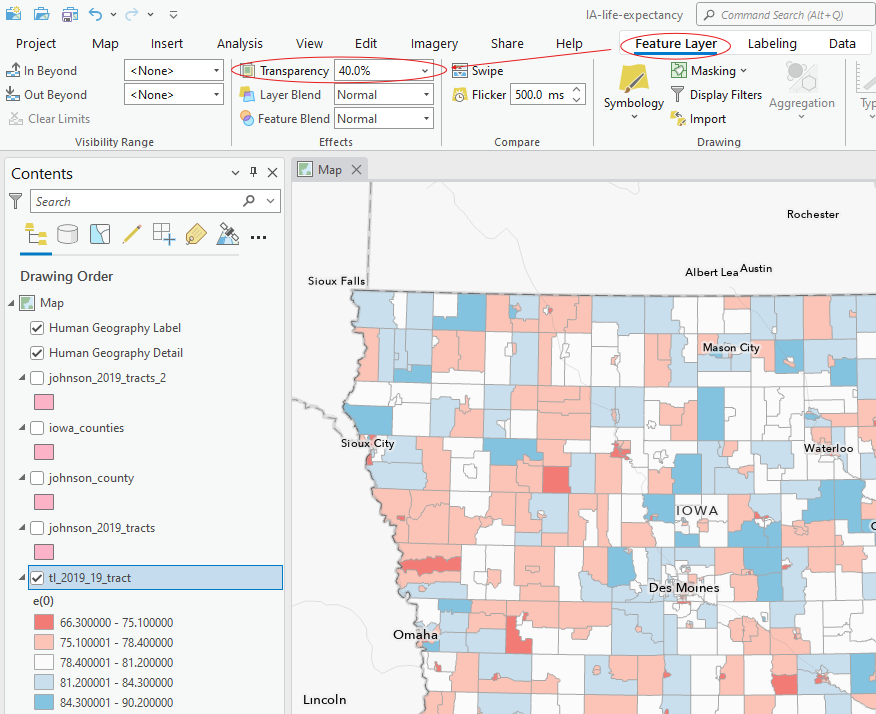 IA-life-expectancy
Command Search (Alt+Q)
Project Map Insert Analysis View Edit Imagery Share Help Feature Layer Labeling Data
In Beyond <None>
Out Beyond <None>
Clear Limits
Visibility Range
Transparency 40.0%
Layer Blend Normal
Feature Blend Normal
Effects
Swipe
Flicker 500.0 ms
Compare
Symbology
Masking
Display Filters
Import
Aggregation
Drawing
Contents
Search
Drawing Order
Map
Human Geography Label
Human Geography Detail
johnson_2019_tracts_2
iowa_counties
johnson_county
johnson_2019_tracts
tl_2019_19_tract
e(0)
66.300000 - 75.100000
75.100001 - 78.400000
78.400001 - 81.200000
81.200001 - 84.300000
84.300001 - 90.200000
Map
Rochester
Albert Lea Austin
Sioux Falls
Mason City
Sioux City
Waterloo
IOWA
Des Moines
Omaha
Lincoln